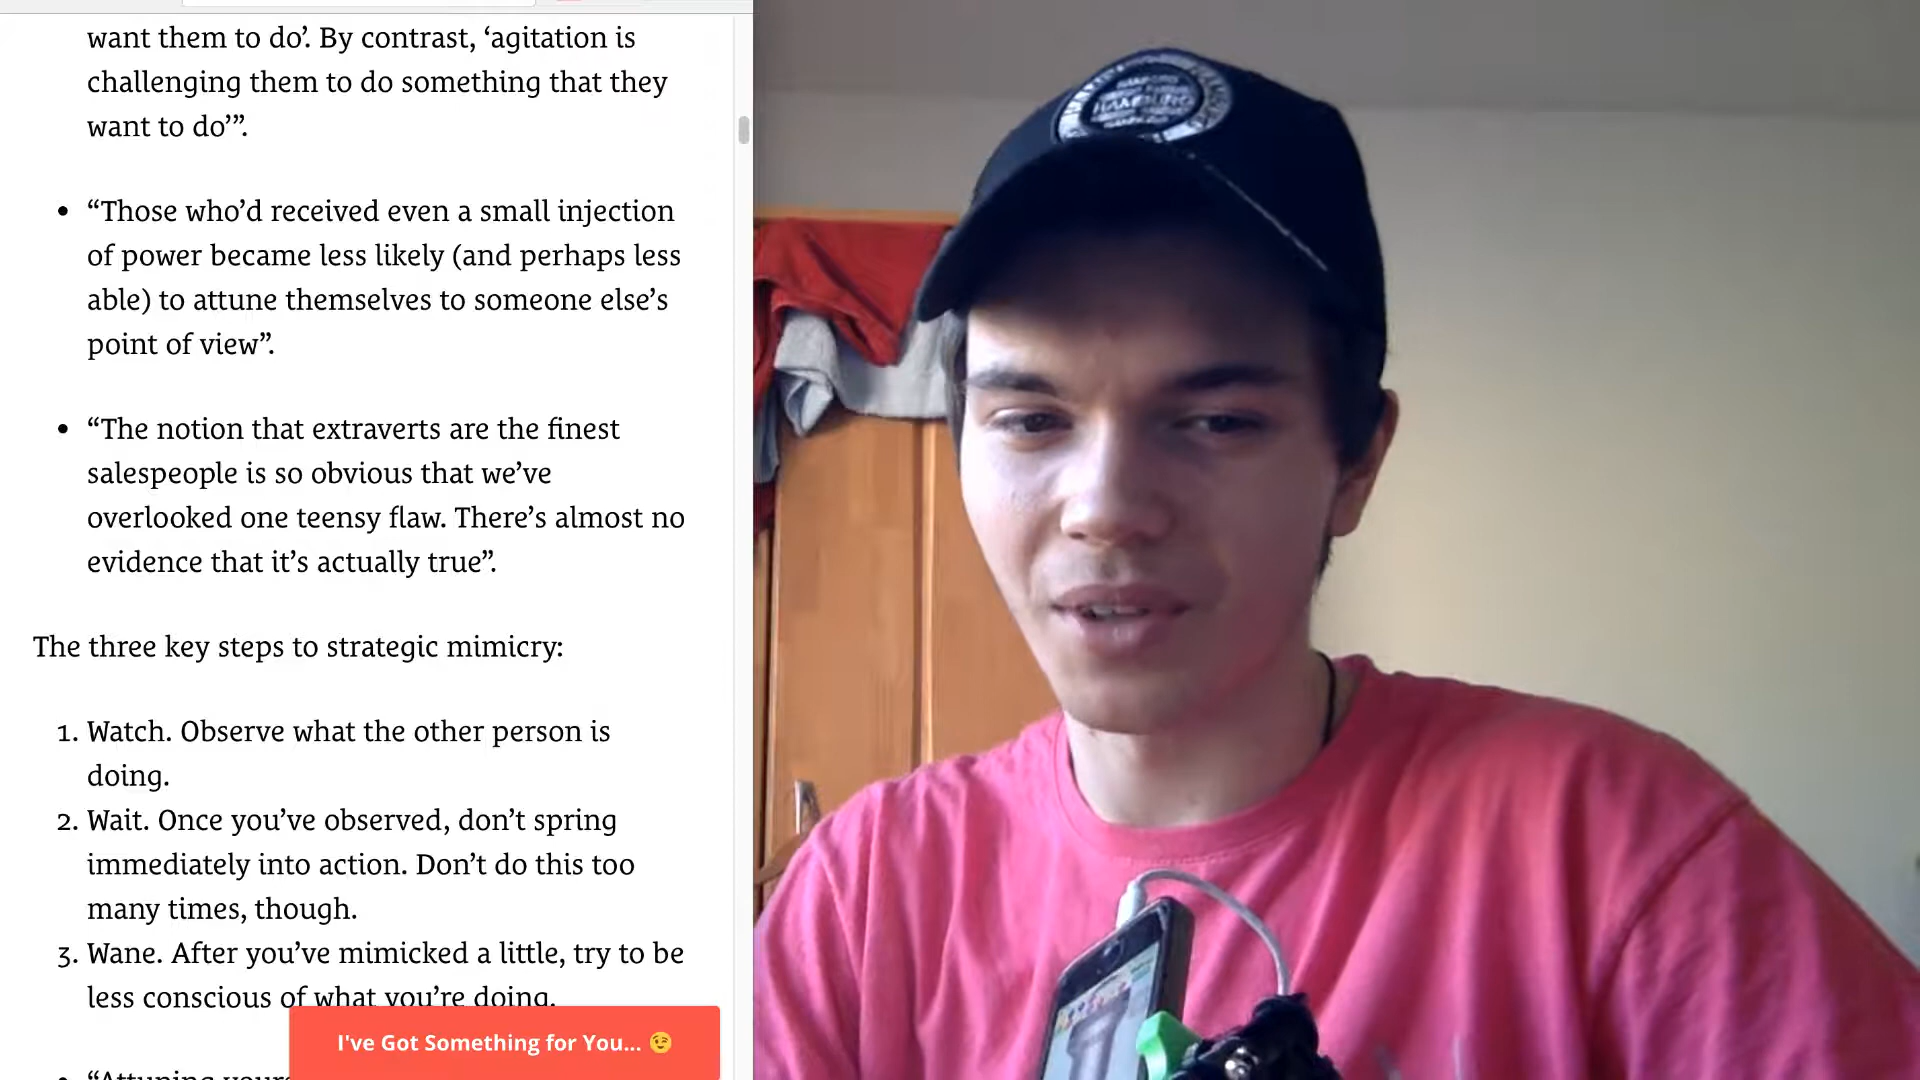 want them to do’. By contrast, ‘agitation is
challenging them to do something that they
want to do’”.
• “Those who’d received even a small injection
of power became less likely (and perhaps less
able) to attune themselves to someone else’s
point of view”.
• “The notion that extraverts are the finest
salespeople is so obvious that we’ve
overlooked one teensy flaw. There’s almost no
evidence that it’s actually true”.
The three key steps to strategic mimicry:
1. Watch. Observe what the other person is
doing.
2. Wait. Once you’ve observed, don’t spring
immediately into action. Don’t do this too
many times, though.
3. Wane. After you’ve mimicked a little, try to be
less conscious of what you’re doing.
I've Got Something for You... 😉
• “Attuning
HAMBURG